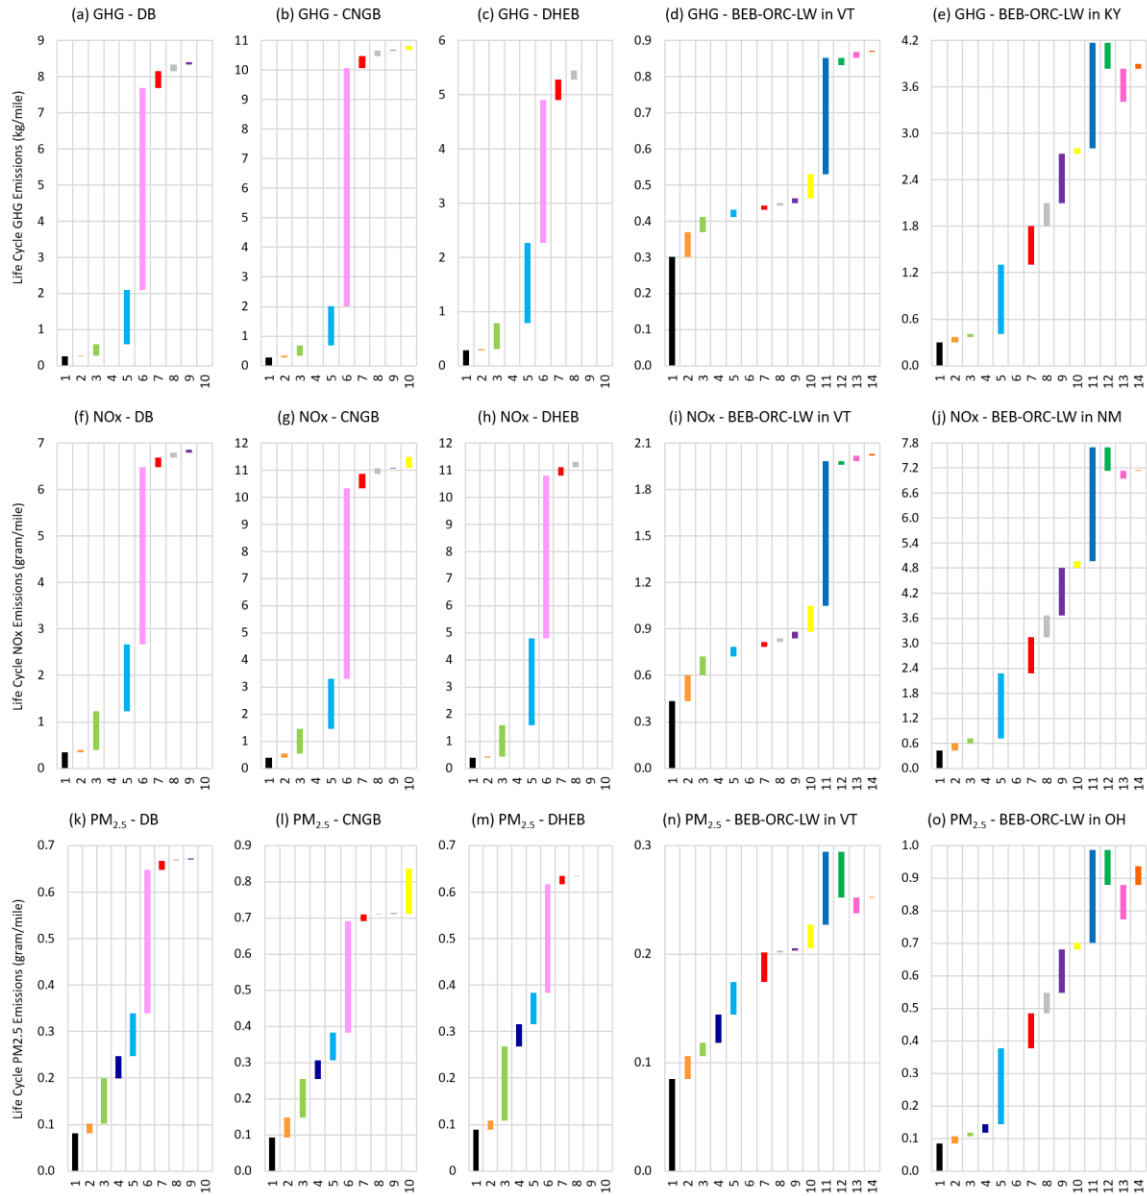 (a) GHG - DB (b) GHG - CNGB (c) GHG - DHEB (d) GHG - BEB-ORC-LW in VT (e) GHG - BEB-ORC-LW in KY
Life Cycle GHG Emissions (kg/mile)
9 8 7 6 5 4 3 2 1 0
1 2 3 4 5 6 7 8 9 10
11 10 9 8 7 6 5 4 3 2 1 0
1 2 3 4 5 6 7 8 9 10
6 5 4 3 2 1 0
1 2 3 4 5 6 7 8 9 10
0.9 0.8 0.7 0.6 0.5 0.4 0.3 0.2 0.1 0.0
1 2 3 4 5 6 7 8 9 10 11 12 13 14
4.2 3.6 3.0 2.4 1.8 1.2 0.6 0.0
1 2 3 4 5 6 7 8 9 10 11 12 13 14
(f) NOx - DB (g) NOx - CNGB (h) NOx - DHEB (i) NOx - BEB-ORC-LW in VT (j) NOx - BEB-ORC-LW in NM
Life Cycle NOx Emissions (gram/mile)
7 6 5 4 3 2 1 0
1 2 3 4 5 6 7 8 9 10
12 11 10 9 8 7 6 5 4 3 2 1 0
1 2 3 4 5 6 7 8 9 10
12 11 10 9 8 7 6 5 4 3 2 1 0
1 2 3 4 5 6 7 8 9 10
2.1 1.8 1.5 1.2 0.9 0.6 0.3 0.0
1 2 3 4 5 6 7 8 9 10 11 12 13 14
7.8 7.2 6.6 6.0 5.4 4.8 4.2 3.6 3.0 2.4 1.8 1.2 0.6 0.0
1 2 3 4 5 6 7 8 9 10 11 12 13 14
(k) PM2.5 - DB (l) PM2.5 - CNGB (m) PM2.5 - DHEB (n) PM2.5 - BEB-ORC-LW in VT (o) PM2.5 - BEB-ORC-LW in OH
Life Cycle PM2.5 Emissions (gram/mile)
0.7 0.6 0.5 0.4 0.3 0.2 0.1 0.0
1 2 3 4 5 6 7 8 9 10
0.9 0.8 0.7 0.6 0.5 0.4 0.3 0.2 0.1 0.0
1 2 3 4 5 6 7 8 9 10
0.7 0.6 0.5 0.4 0.3 0.2 0.1 0
1 2 3 4 5 6 7 8 9 10
0.3 0.2 0.1 0.0
1 2 3 4 5 6 7 8 9 10 11 12 13 14
1.0 0.9 0.8 0.7 0.6 0.5 0.4 0.3 0.2 0.1 0.0
1 2 3 4 5 6 7 8 9 10 11 12 13 14